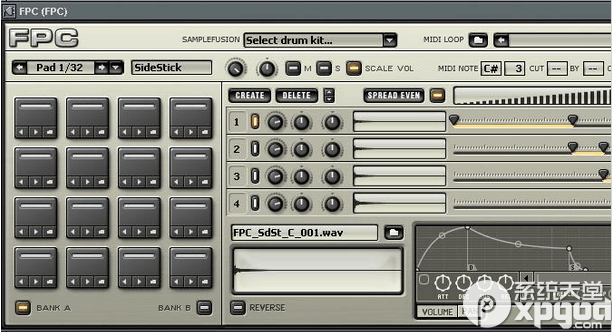 FPC (FPC)
FPC SAMPLEFUSION Select drum kit... MIDI LOOP
Pad 1/32 SideStick M S SCALE VOL MIDI NOTE C# 3 CUT -- BY --
CREATE DELETE SPREAD EVEN
1
2
3
4
FPC_SdSt_C_001.wav
ATT
BANK A BANK B REVERSE VOLUME
系统天堂
xpgod.com